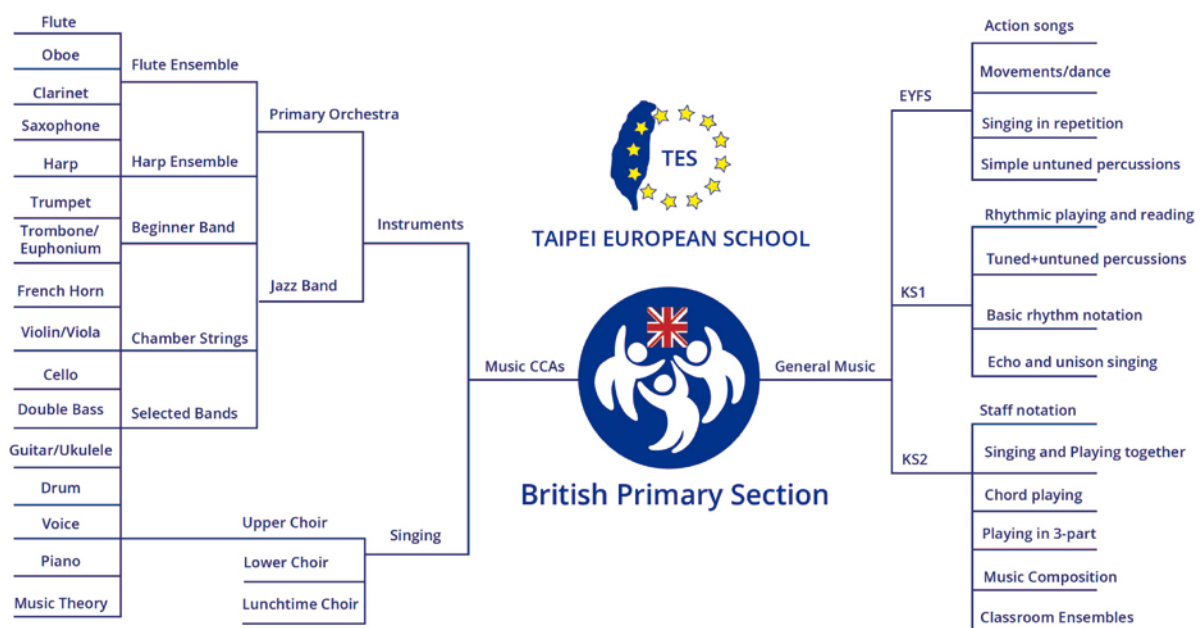 Flute
Oboe
Clarinet
Saxophone
Harp
Trumpet
Trombone/
Euphonium
French Horn
Violin/Viola
Cello
Double Bass
Guitar/Ukulele
Drum
Voice
Piano
Music Theory
Flute Ensemble
Harp Ensemble
Beginner Band
Chamber Strings
Selected Bands
Primary Orchestra
Jazz Band
Upper Choir
Lower Choir
Lunchtime Choir
Instruments
Singing
Music CCAs
TES
TAIPEI EUROPEAN SCHOOL
British Primary Section
General Music
EYFS
KS1
KS2
Action songs
Movements/dance
Singing in repetition
Simple untuned percussions
Rhythmic playing and reading
Tuned+untuned percussions
Basic rhythm notation
Echo and unison singing
Staff notation
Singing and Playing together
Chord playing
Playing in 3-part
Music Composition
Classroom Ensembles